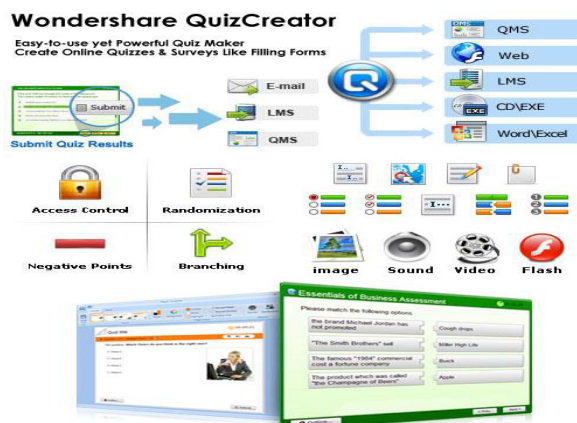 Wondershare QuizCreator
Easy-to-use yet Powerful Quiz Maker
Create Online Quizzes & Surveys Like Filling Forms
QMS
Web
LMS
CD\EXE
Word\Excel
Submit
Submit Quiz Results
E-mail
LMS
QMS
Access Control
Randomization
Negative Points
Branching
image
Sound
Video
Flash
Essentials of Business Assessment
Please match the following options.
the brand Michael Jordan has
not promoted
"The Smith Brothers" sell
The famous "1984" commercial
cost a fortune company
The product which was called
"the Champagne of Beers"
Cough drops
Miller High Life
Buick
Apple